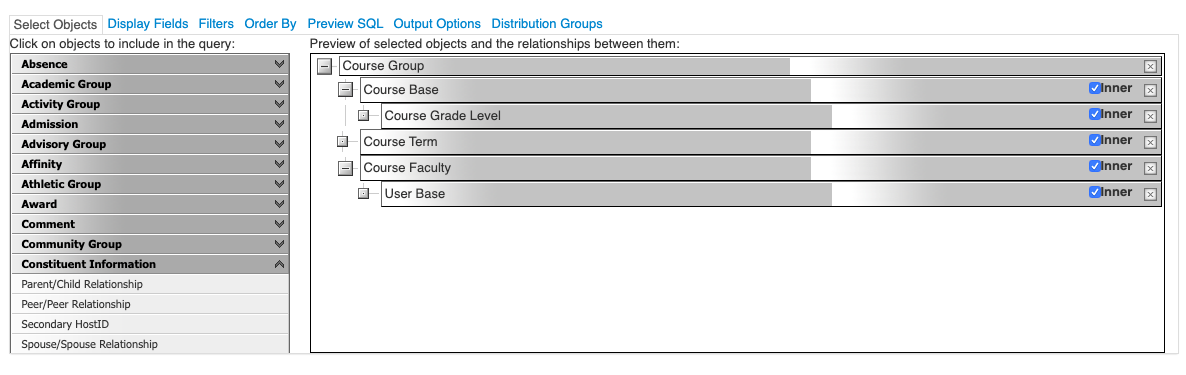 Select Objects Display Fields Filters Order By Preview SQL Output Options Distribution Groups
Click on objects to include in the query:
Absence
Academic Group
Activity Group
Admission
Advisory Group
Affinity
Athletic Group
Award
Comment
Community Group
Constituent Information
Parent/Child Relationship
Peer/Peer Relationship
Secondary HostID
Spouse/Spouse Relationship
Preview of selected objects and the relationships between them:
Course Group
Course Base Inner
Course Grade Level Inner
Course Term Inner
Course Faculty Inner
User Base Inner